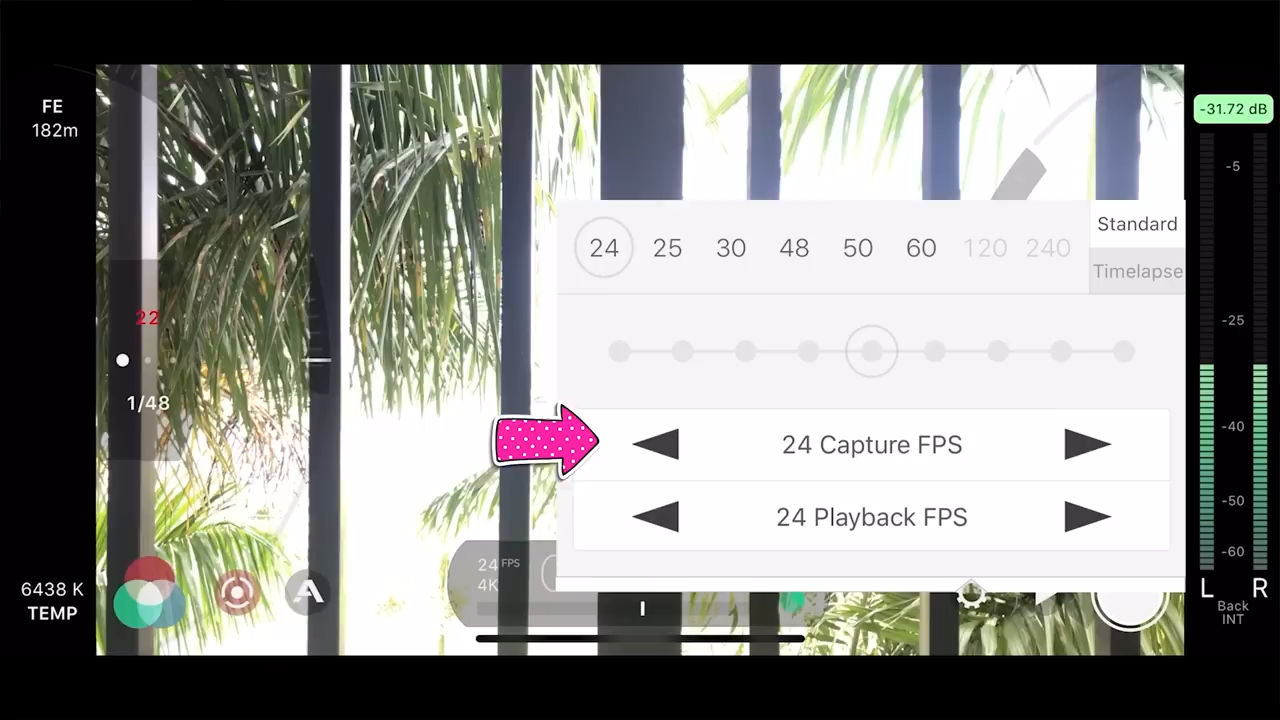 FE
182m
-31.72 dB
-5
-25
-40
-50
-60
L R
Back
INT
22
1/48
6438 K
TEMP
A
24 FPS
4K
24 25 30 48 50 60 120 240
Standard
Timelapse
24 Capture FPS
24 Playback FPS